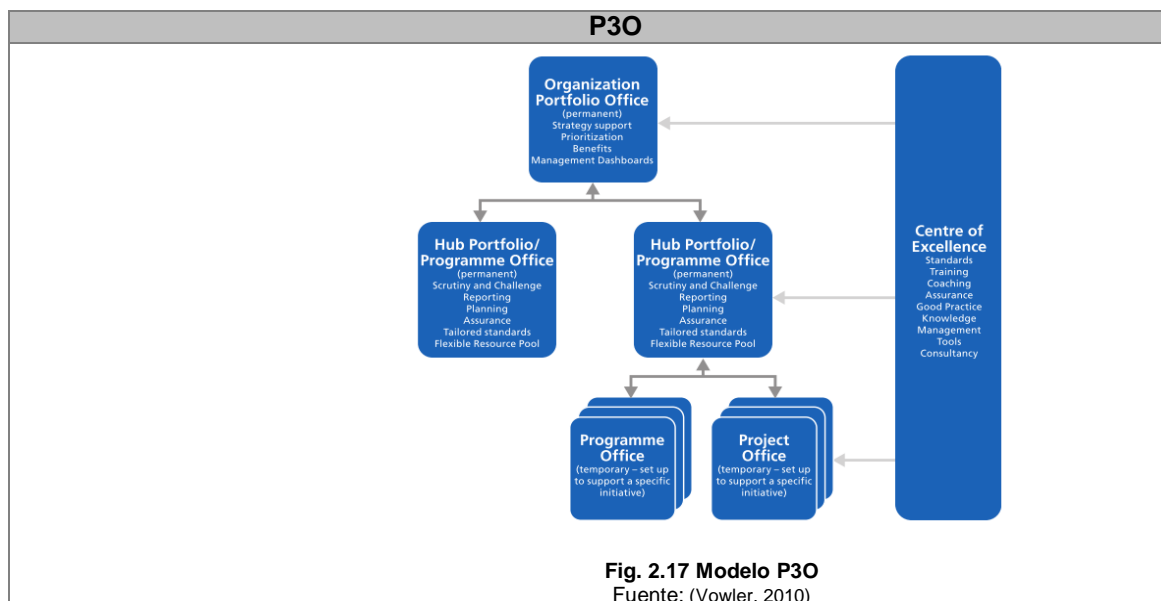 P3O
Organization
Portfolio Office
(permanent)
Strategy support
Prioritization
Benefits
Management Dashboards
Hub Portfolio/
Programme Office
(permanent)
Scrutiny and Challenge
Reporting
Planning
Assurance
Tailored standards
Flexible Resource Pool
Hub Portfolio/
Programme Office
(permanent)
Scrutiny and Challenge
Reporting
Planning
Assurance
Tailored standards
Flexible Resource Pool
Centre of
Excellence
Standards
Training
Coaching
Assurance
Good Practice
Knowledge
Management
Tools
Consultancy
Programme
Office
(temporary – set up
to support a specific
initiative)
Project
Office
(temporary – set up
to support a specific
initiative)
Fig. 2.17 Modelo P3O
Fuente: (Vowler, 2010)